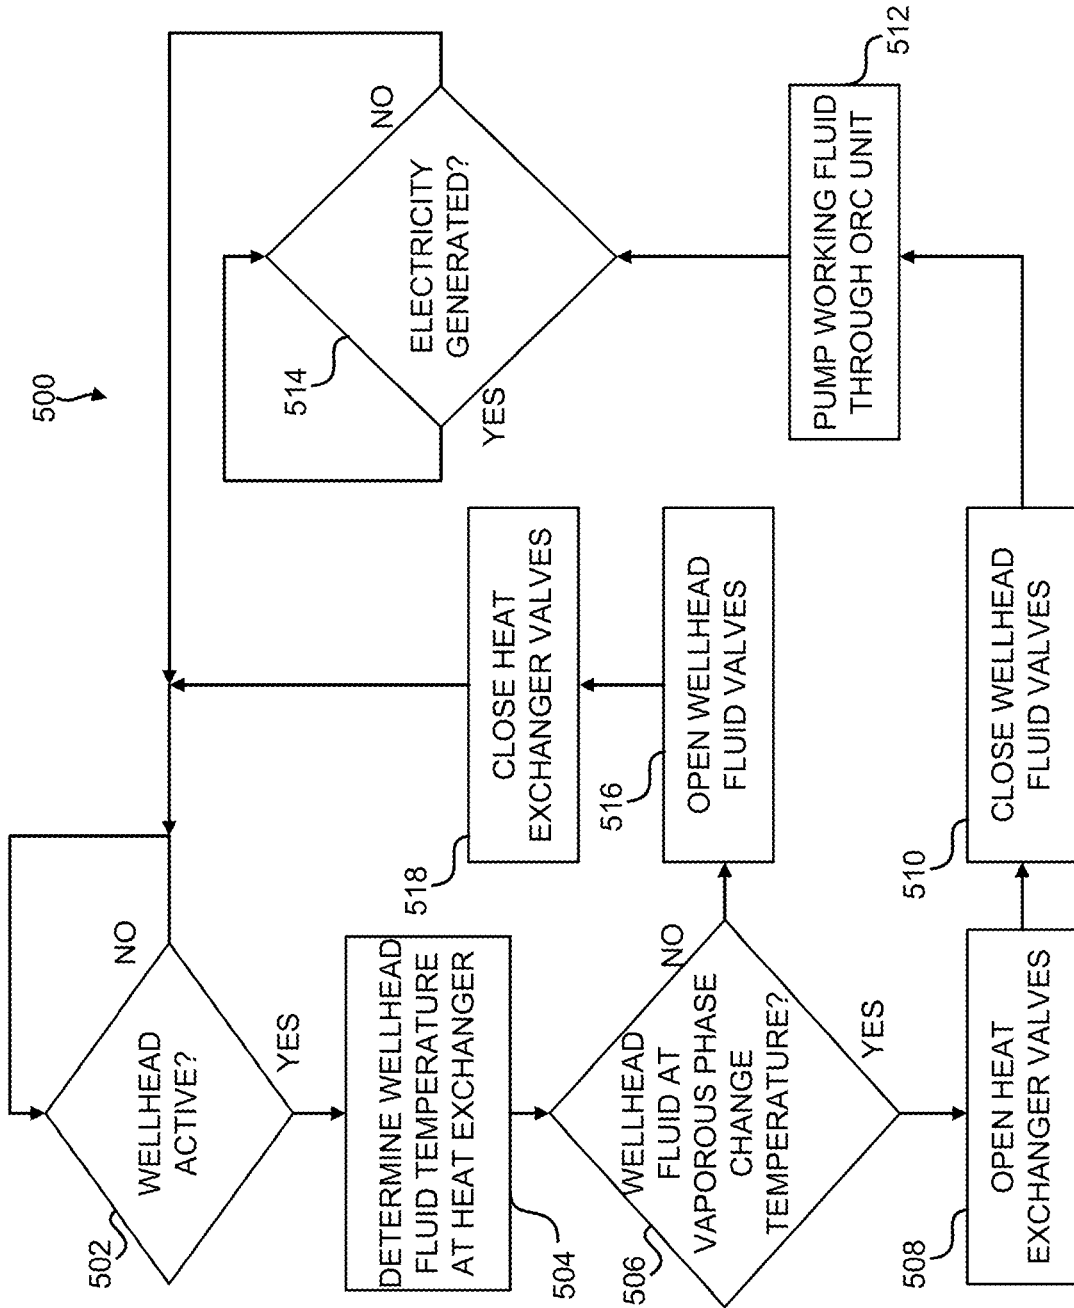 500
502
WELLHEAD
ACTIVE?
NO
YES
DETERMINE WELLHEAD
FLUID TEMPERATURE
AT HEAT EXCHANGER
504
506
WELLHEAD
FLUID AT
VAPOROUS PHASE
CHANGE
TEMPERATURE?
NO
YES
508
OPEN HEAT
EXCHANGER VALVES
510
CLOSE WELLHEAD
FLUID VALVES
512
PUMP WORKING FLUID
THROUGH ORC UNIT
514
ELECTRICITY
GENERATED?
YES
NO
516
OPEN WELLHEAD
FLUID VALVES
518
CLOSE HEAT
EXCHANGER VALVES